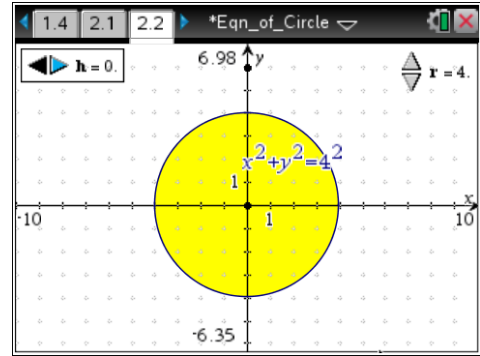 1.4 2.1 2.2 *Eqn_of_Circle
h = 0. 6.98 y r = 4.
x²+y²=4²
1
x
-10 1 10
-6.35